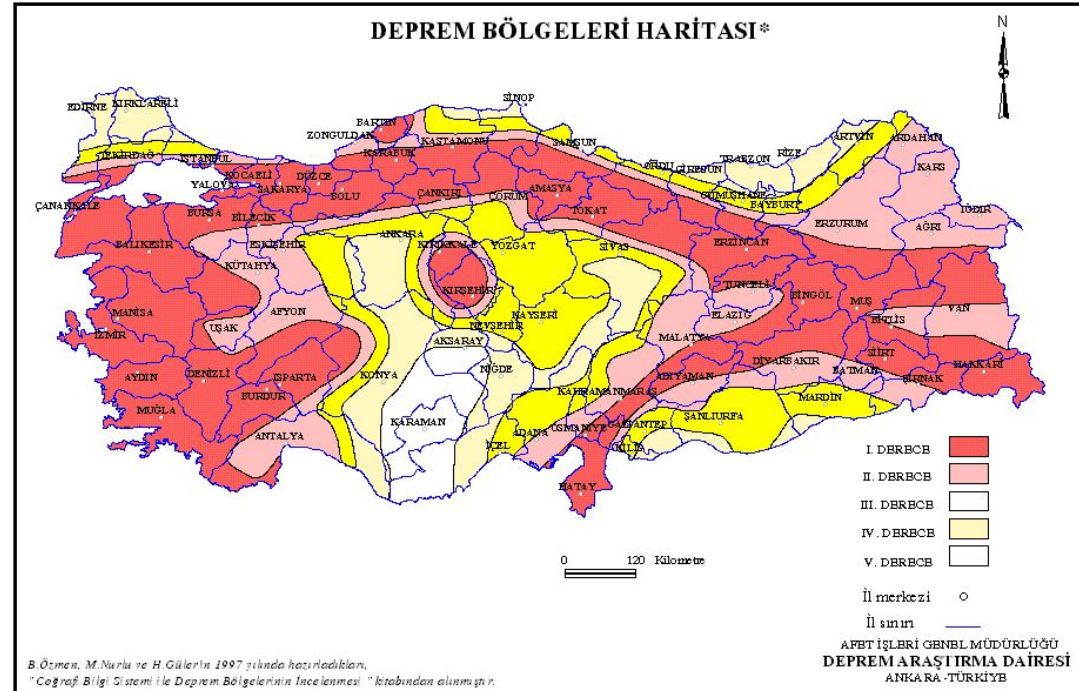 DEPREM BÖLGELERİ HARİTASI*
N
SİNOP
EDİRNE KIRKLARELİ
BARTIN
ZONGULDAK
KASTAMONU
SAMSUN
ARTVİN
ARDAHAN
TEKİRDAĞ
İSTANBUL
KARABUK
ORDU
GİRESUN
TRABZON
RİZE
KARS
KOCAELİ
DÜZCE
YALOVA
SAKARYA
BOLU
ÇANKIRI
ÇORUM
AMASYA
TOKAT
GÜMÜŞHANE
BAYBURT
ÇANAKKALE
BURSA
BİLECİK
ERZURUM
IĞDIR
AĞRI
BALIKESİR
ESKİŞEHİR
ANKARA
KIRIKKALE
YOZGAT
SİVAS
ERZİNCAN
KÜTAHYA
KIRŞEHİR
TUNCELİ
BİNGÖL
MUŞ
MANİSA
UŞAK
AFYON
NEVŞEHİR
KAYSERİ
ELAZIĞ
BİTLİS
VAN
İZMİR
AKSARAY
MALATYA
SİİRT
AYDIN
DENİZLİ
ISPARTA
KONYA
NİĞDE
DİYARBAKIR
BATMAN
HAKKARİ
BURDUR
KAHRAMANMARAŞ
ADIYAMAN
ŞIRNAK
MUĞLA
ANTALYA
KARAMAN
İÇEL
ADANA
OSMANİYE
GAZİANTEP
ŞANLIURFA
MARDİN
KİLİS
HATAY
I. DERECE
II. DERECE
III. DERECE
IV. DERECE
V. DERECE
0 120 Kilometre
İl merkezi
İl sınırı
AFET İŞLERİ GENEL MÜDÜRLÜĞÜ
DEPREM ARAŞTIRMA DAİRESİ
ANKARA -TÜRKİYE
B.Özmen, M.Nurlu ve H.Güler'in 1997 yılında hazırladıkları,
"Coğrafi Bilgi Sistemi ile Deprem Bölgelerinin İncelenmesi " kitabından alınmıştır.